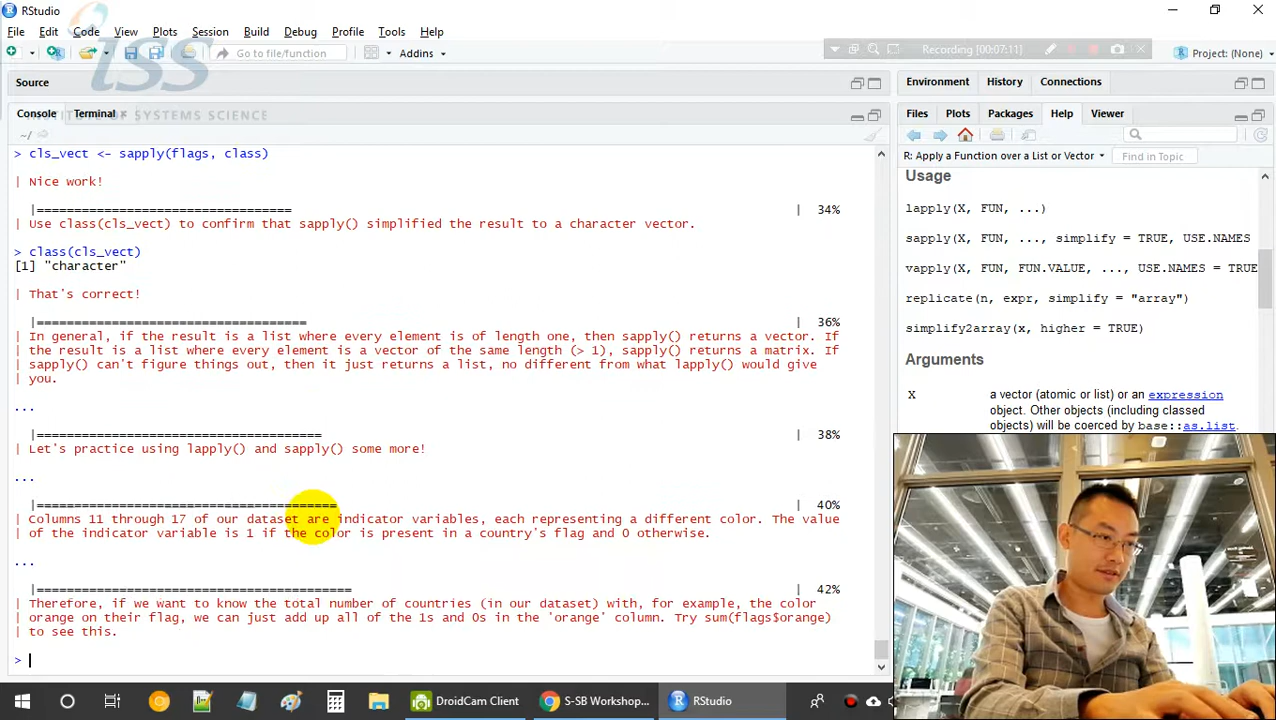 RStudio
File Edit Code View Plots Session Build Debug Profile Tools Help
Go to file/function
Addins
Recording [00:07:11]
Project: (None)
iss
INSTITUTE OF SYSTEMS SCIENCE
Source
Console Terminal
~/
> cls_vect <- sapply(flags, class)
| Nice work!
|================================== | 34%
| Use class(cls_vect) to confirm that sapply() simplified the result to a character vector.
> class(cls_vect)
[1] "character"
| That's correct!
|==================================== | 36%
| In general, if the result is a list where every element is of length one, then sapply() returns a vector. If
| the result is a list where every element is a vector of the same length (> 1), sapply() returns a matrix. If
| sapply() can't figure things out, then it just returns a list, no different from what lapply() would give
| you.
...
|====================================== | 38%
| Let's practice using lapply() and sapply() some more!
...
|======================================== | 40%
| Columns 11 through 17 of our dataset are indicator variables, each representing a different color. The value
| of the indicator variable is 1 if the color is present in a country's flag and 0 otherwise.
...
|========================================== | 42%
| Therefore, if we want to know the total number of countries (in our dataset) with, for example, the color
| orange on their flag, we can just add up all of the 1s and 0s in the 'orange' column. Try sum(flags$orange)
| to see this.
>
Environment History Connections
Files Plots Packages Help Viewer
R: Apply a Function over a List or Vector
Find in Topic
Usage
lapply(X, FUN, ...)
sapply(X, FUN, ..., simplify = TRUE, USE.NAMES
vapply(X, FUN, FUN.VALUE, ..., USE.NAMES = TRUE
replicate(n, expr, simplify = "array")
simplify2array(x, higher = TRUE)
Arguments
X a vector (atomic or list) or an expression
object. Other objects (including classed
objects) will be coerced by base::as.list.
DroidCam Client
S-SB Workshop...
RStudio